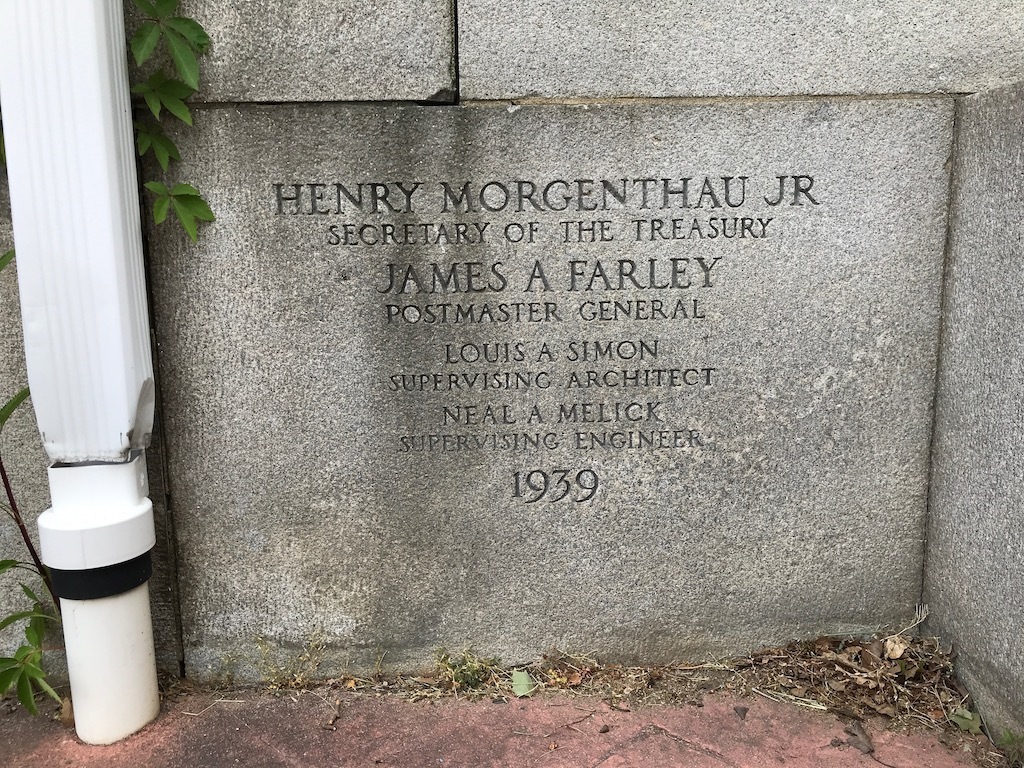 HENRY MORGENTHAU JR
SECRETARY OF THE TREASURY
JAMES A FARLEY
POSTMASTER GENERAL
LOUIS A SIMON
SUPERVISING ARCHITECT
NEAL A MELICK
SUPERVISING ENGINEER
1939